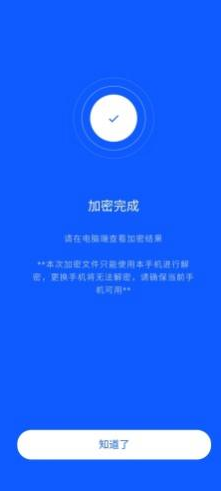 加密完成
请在电脑端查看加密结果
**本次加密文件只能使用本手机进行解
密，更换手机将无法解密，请确保当前手
机可用**
知道了